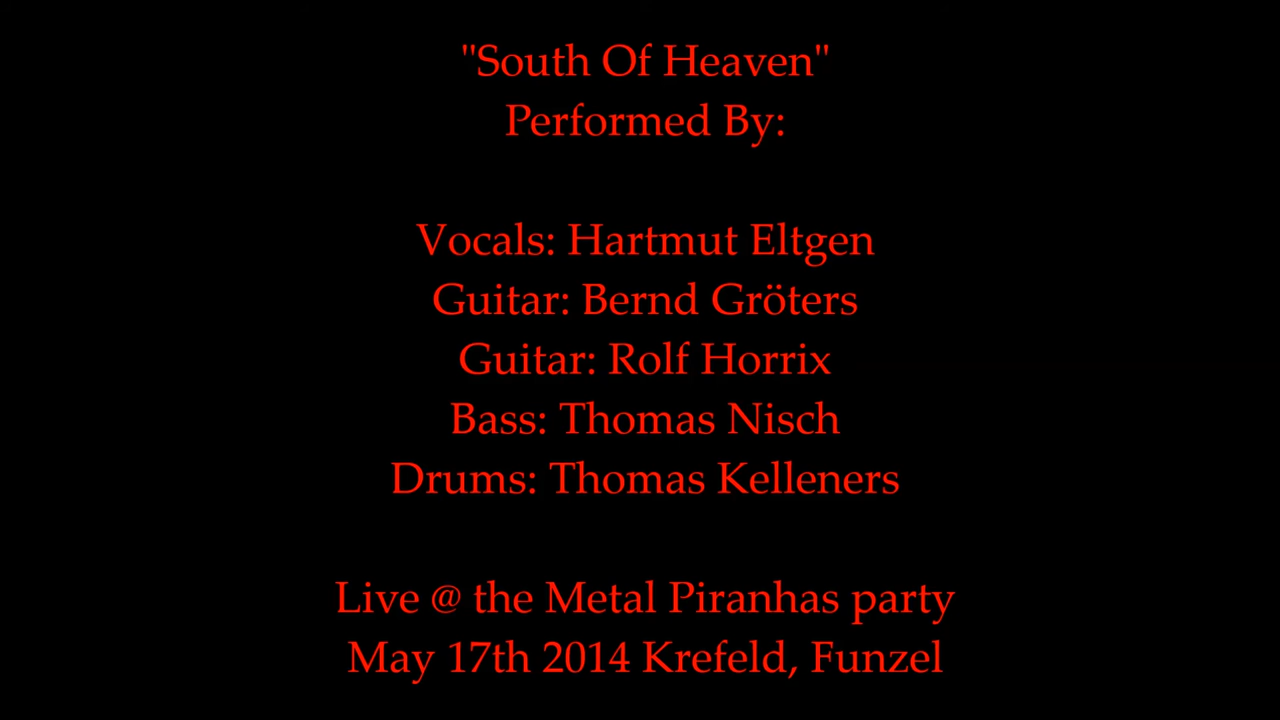 "South Of Heaven"
Performed By:
Vocals: Hartmut Eltgen
Guitar: Bernd Gröters
Guitar: Rolf Horrix
Bass: Thomas Nisch
Drums: Thomas Kelleners
Live @ the Metal Piranhas party
May 17th 2014 Krefeld, Funzel